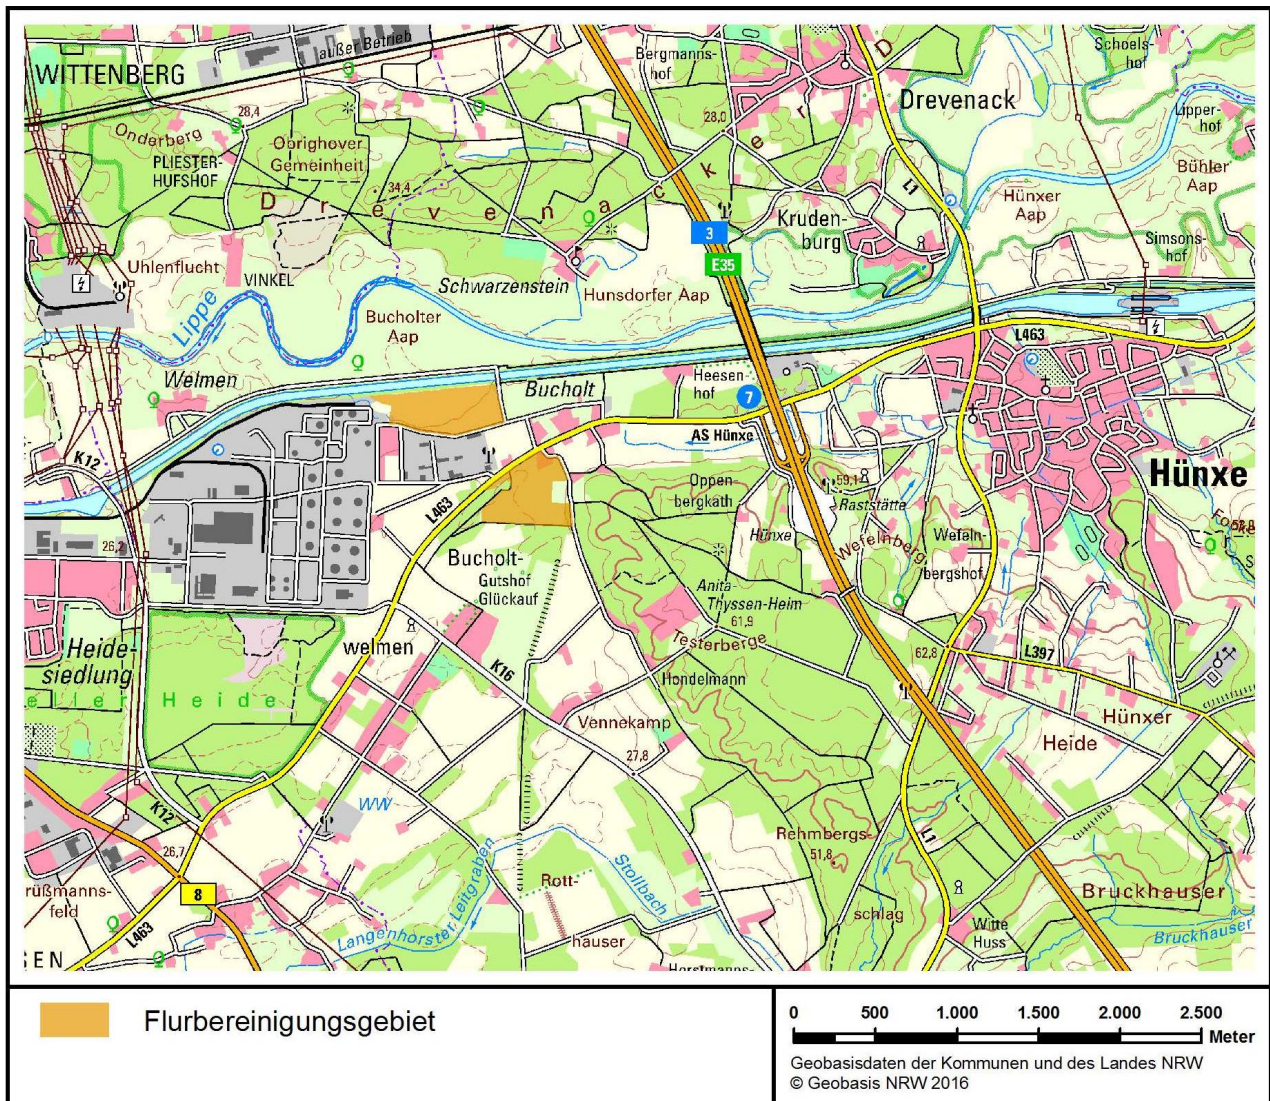 WITTENBERG
außer Betrieb
Bergmanns-
hof
D
Schoels-
hof
Drevenack
28,4
Onderberg
Obrighover
Gemeinheit
PLIESTER-
HUFSHOF
28,0
Lipper-
hof
Bühler
Aap
34,4
D r e v e n a c k e r
L1
Hünxer
Aap
Kruden-
burg
3
E35
Simsons-
hof
Uhlenflucht
VINKEL
Schwarzenstein
Hunsdorfer Aap
Lippe
Bucholter
Aap
L463
Welmen
Bucholt
Heesen-
hof
7
AS Hünxe
K12
Hünxe
L463
Oppen-
bergkath
59,1
Raststätte
Hünxe
Wefelnberg
Wefeln-
bergshof
26,2
Bucholt-
Gutshof
Glückauf
Anita-
Thyssen-Heim
61,9
Testerberge
welmen
Heide-
siedlung
K16
Hondelmann
62,8
L397
e l l e r H e i d e
Vennekamp
27,8
Hünxer
Heide
K12
WW
26,7
8
Rehmbergs-
51,8
L1
rüßmanns-
feld
L463
Langenhorster Leitgraben
Stollbach
Rott-
häuser
schlag
Bruckhauser
Witte
Huss
Bruckhauser
SEN
Horstmanns-
Flurbereinigungsgebiet
0 500 1.000 1.500 2.000 2.500
Meter
Geobasisdaten der Kommunen und des Landes NRW
© Geobasis NRW 2016